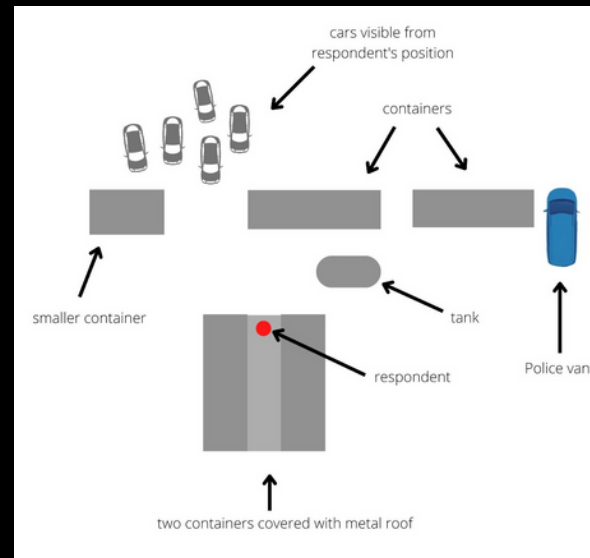 cars visible from
respondent's position
containers
smaller container
tank
respondent
Police van
two containers covered with metal roof